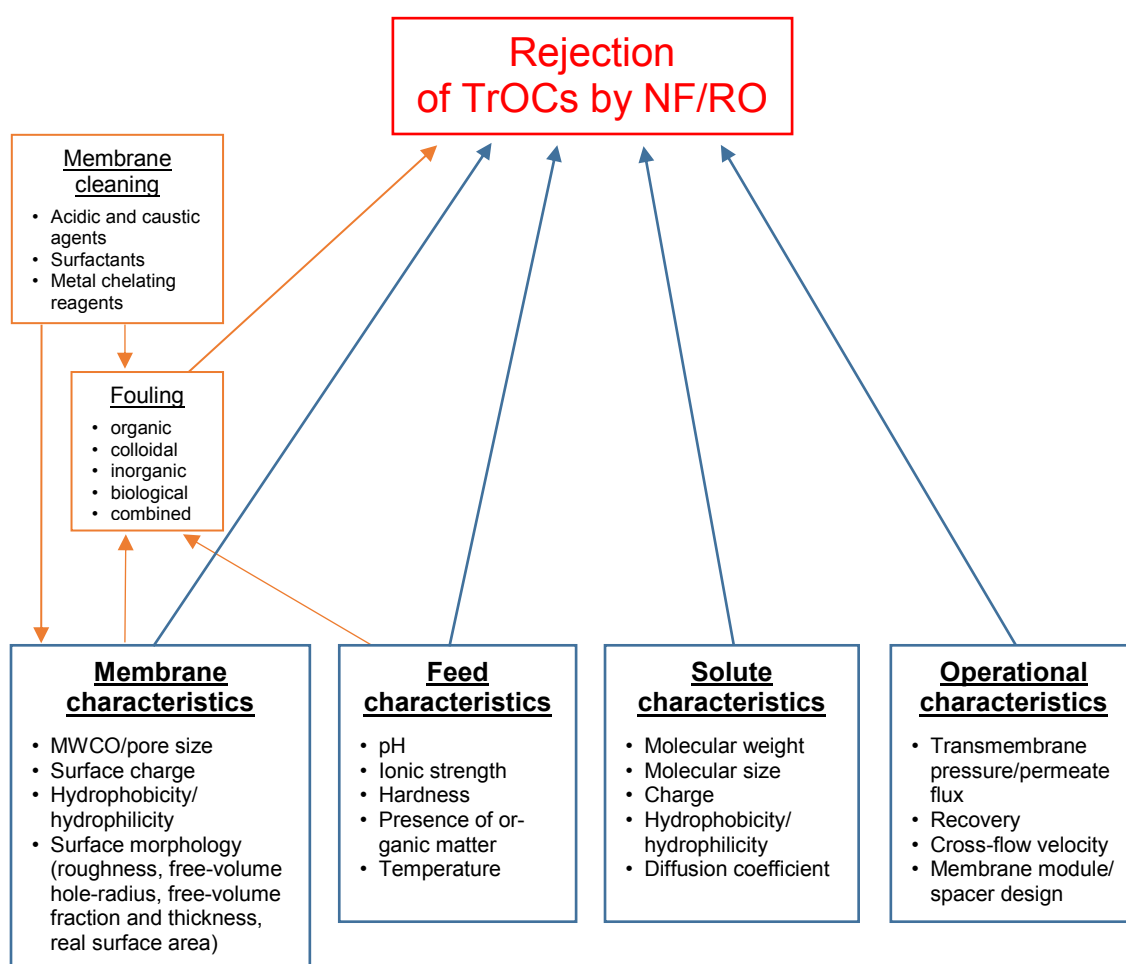 Rejection
of TrOCs by NF/RO
Membrane
cleaning
• Acidic and caustic
agents
• Surfactants
• Metal chelating
reagents
Fouling
• organic
• colloidal
• inorganic
• biological
• combined
Membrane
characteristics
• MWCO/pore size
• Surface charge
• Hydrophobicity/
hydrophilicity
• Surface morphology
(roughness, free-volume
hole-radius, free-volume
fraction and thickness,
real surface area)
Feed
characteristics
• pH
• Ionic strength
• Hardness
• Presence of or-
ganic matter
• Temperature
Solute
characteristics
• Molecular weight
• Molecular size
• Charge
• Hydrophobicity/
hydrophilicity
• Diffusion coefficient
Operational
characteristics
• Transmembrane
pressure/permeate
flux
• Recovery
• Cross-flow velocity
• Membrane module/
spacer design